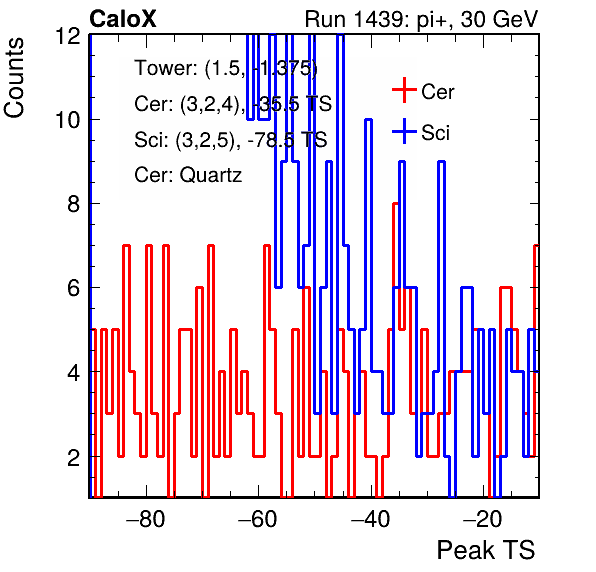 CaloX Run 1439: pi+, 30 GeV
Counts
12
10
8
6
4
2
Tower: (1.5, -1.375)
Cer: (3,2,4), -35.5 TS
Sci: (3,2,5), -78.5 TS
Cer: Quartz
Cer
Sci
−80 −60 −40 −20
Peak TS